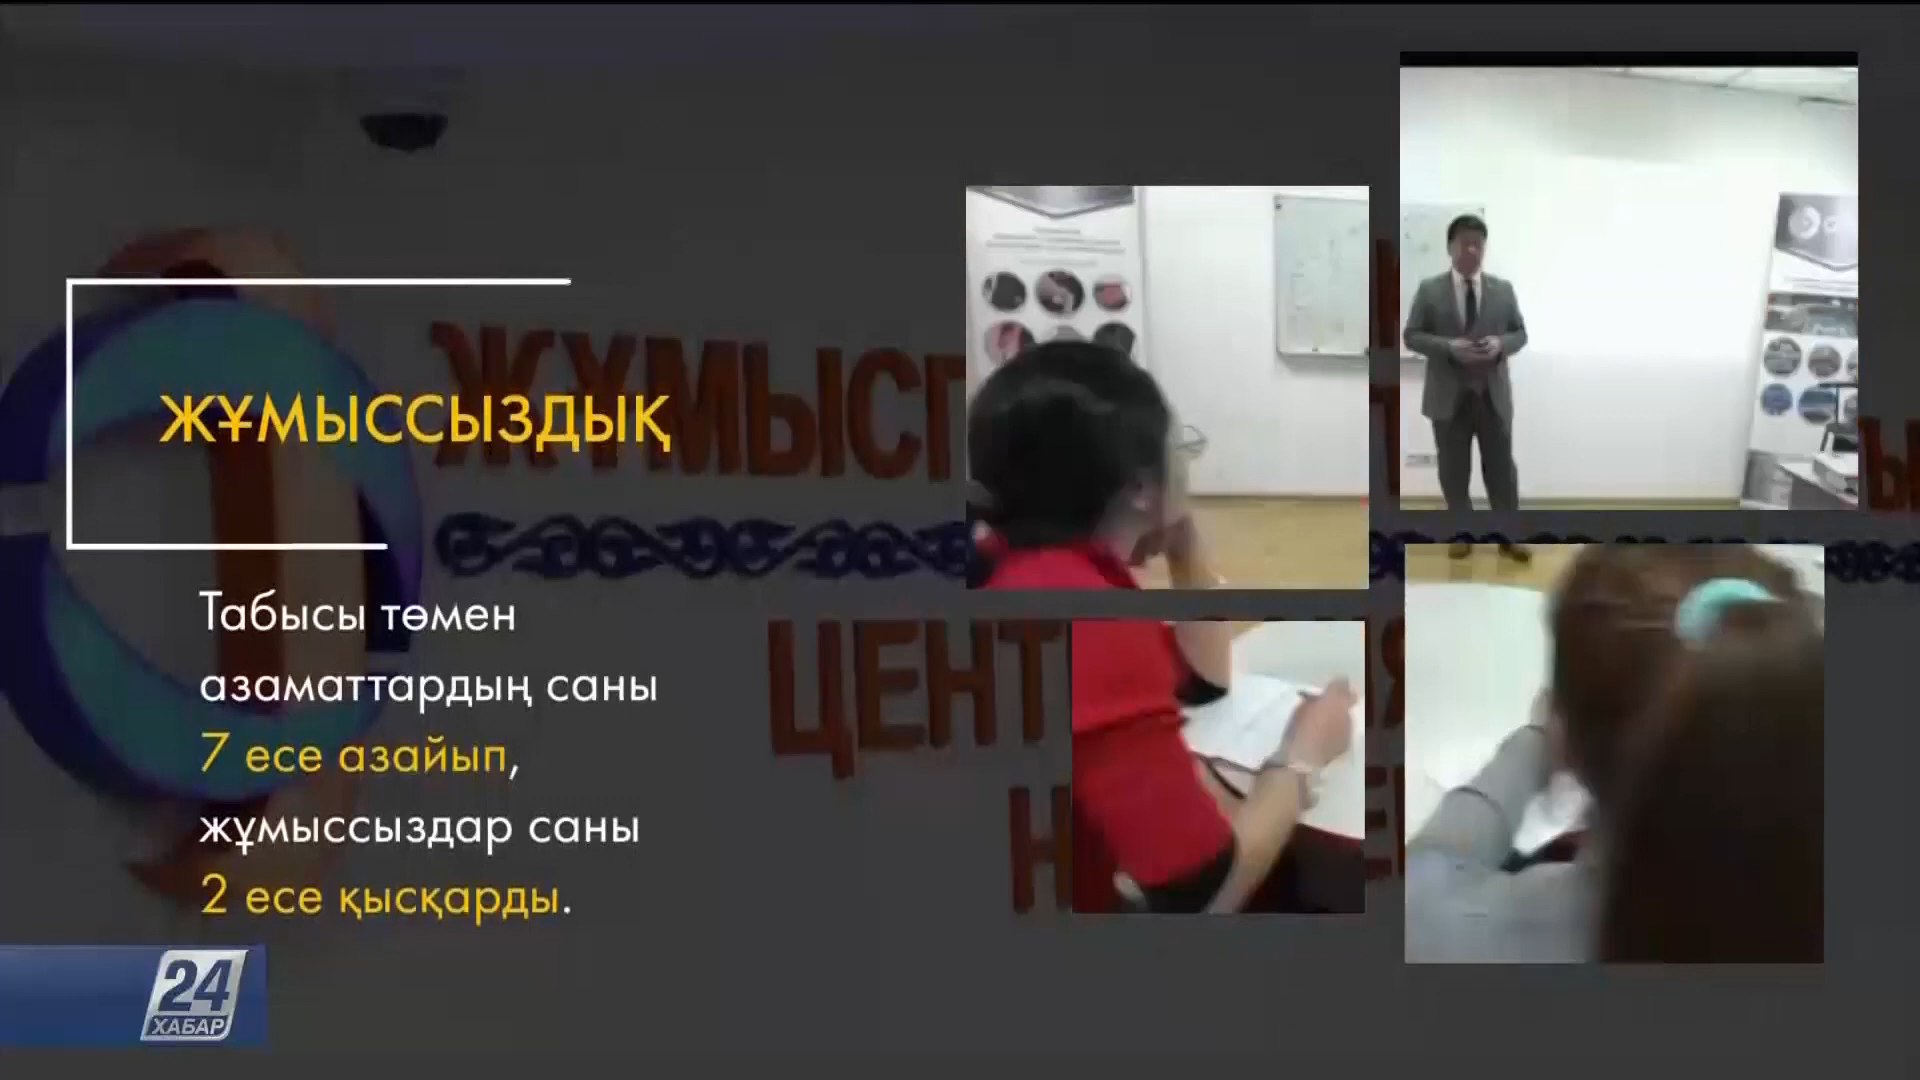 ЖҰМЫССЫЗДЫҚ
Табысы төмен
азаматтардың саны
7 есе азайып,
жұмыссыздар саны
2 есе қысқарды.
24
ХАБАР